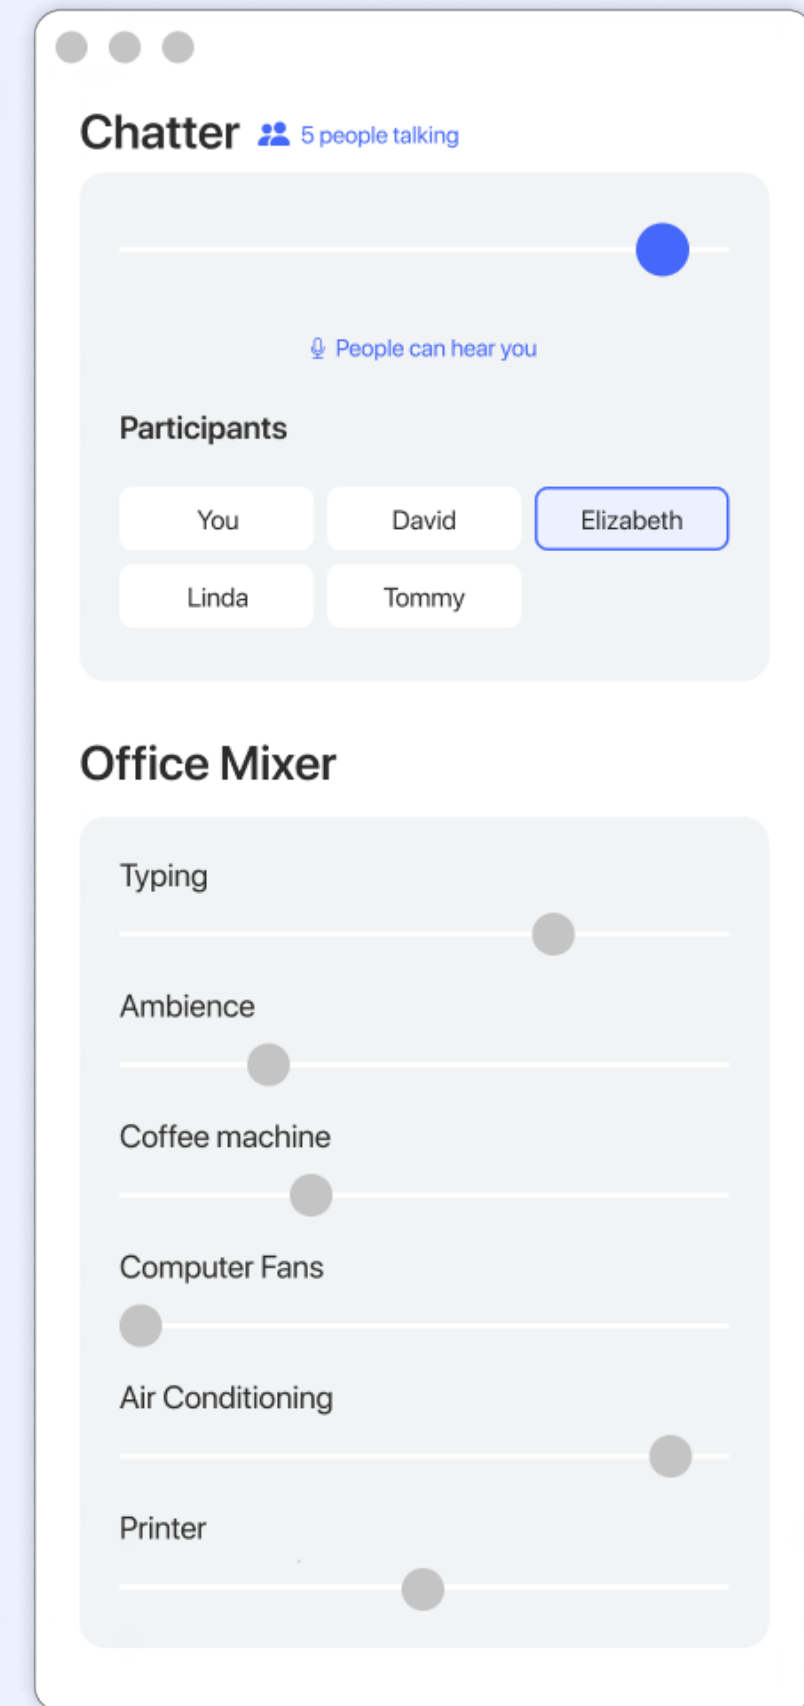 Chatter 5 people talking
People can hear you
Participants
You David Elizabeth
Linda Tommy
Office Mixer
Typing
Ambience
Coffee machine
Computer Fans
Air Conditioning
Printer